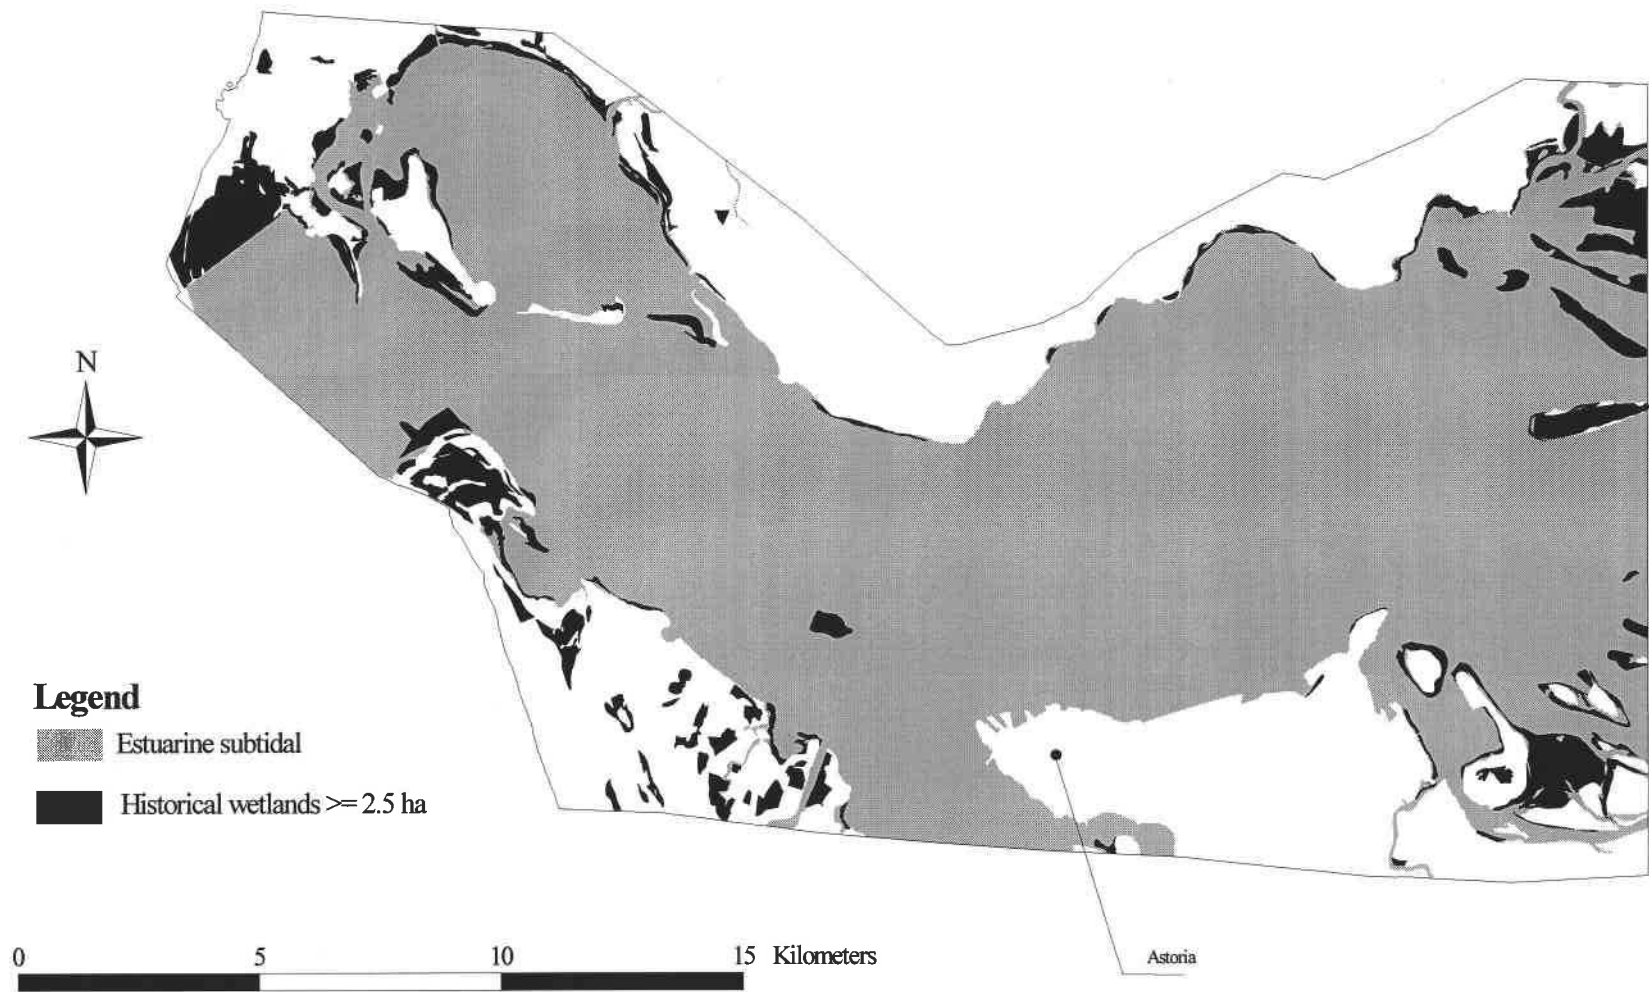 N
Legend
Estuarine subtidal
Historical wetlands >= 2.5 ha
0 5 10 15 Kilometers
Astoria